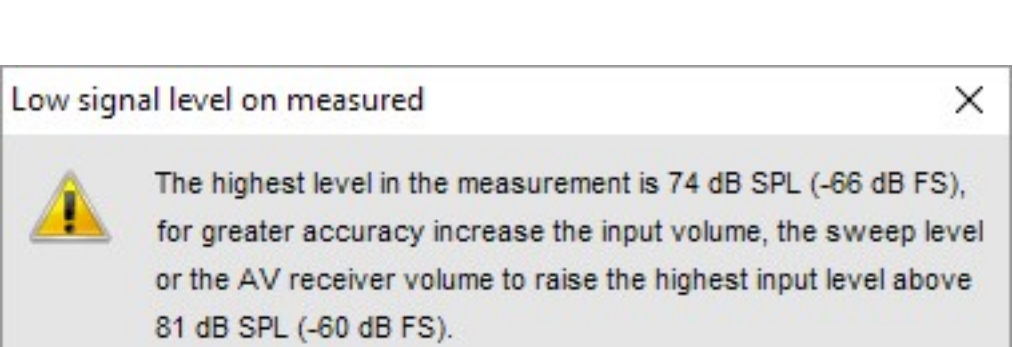 Low signal level on measured
The highest level in the measurement is 74 dB SPL (-66 dB FS),
for greater accuracy increase the input volume, the sweep level
or the AV receiver volume to raise the highest input level above
81 dB SPL (-60 dB FS).